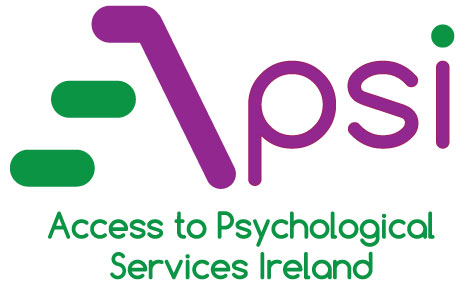 Apsi
Access to Psychological
Services Ireland